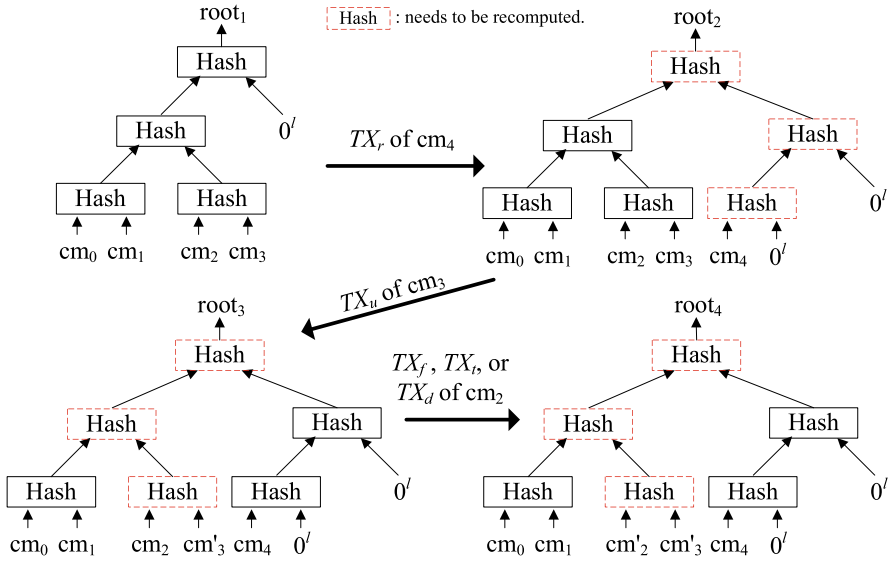 root₁
Hash : needs to be recomputed.
root₂
Hash
Hash
Hash
0ˡ
TXᵣ of cm₄
Hash
Hash
Hash
Hash
Hash
Hash
Hash
0ˡ
cm₀ cm₁ cm₂ cm₃
cm₀ cm₁ cm₂ cm₃ cm₄ 0ˡ
TXᵤ of cm₃
root₃
root₄
Hash
Hash
TX_f , TXₜ, or
TX_d of cm₂
Hash
Hash
Hash
Hash
Hash
Hash
Hash
0ˡ
Hash
Hash
Hash
0ˡ
cm₀ cm₁ cm₂ cm'₃ cm₄ 0ˡ
cm₀ cm₁ cm'₂ cm'₃ cm₄ 0ˡ